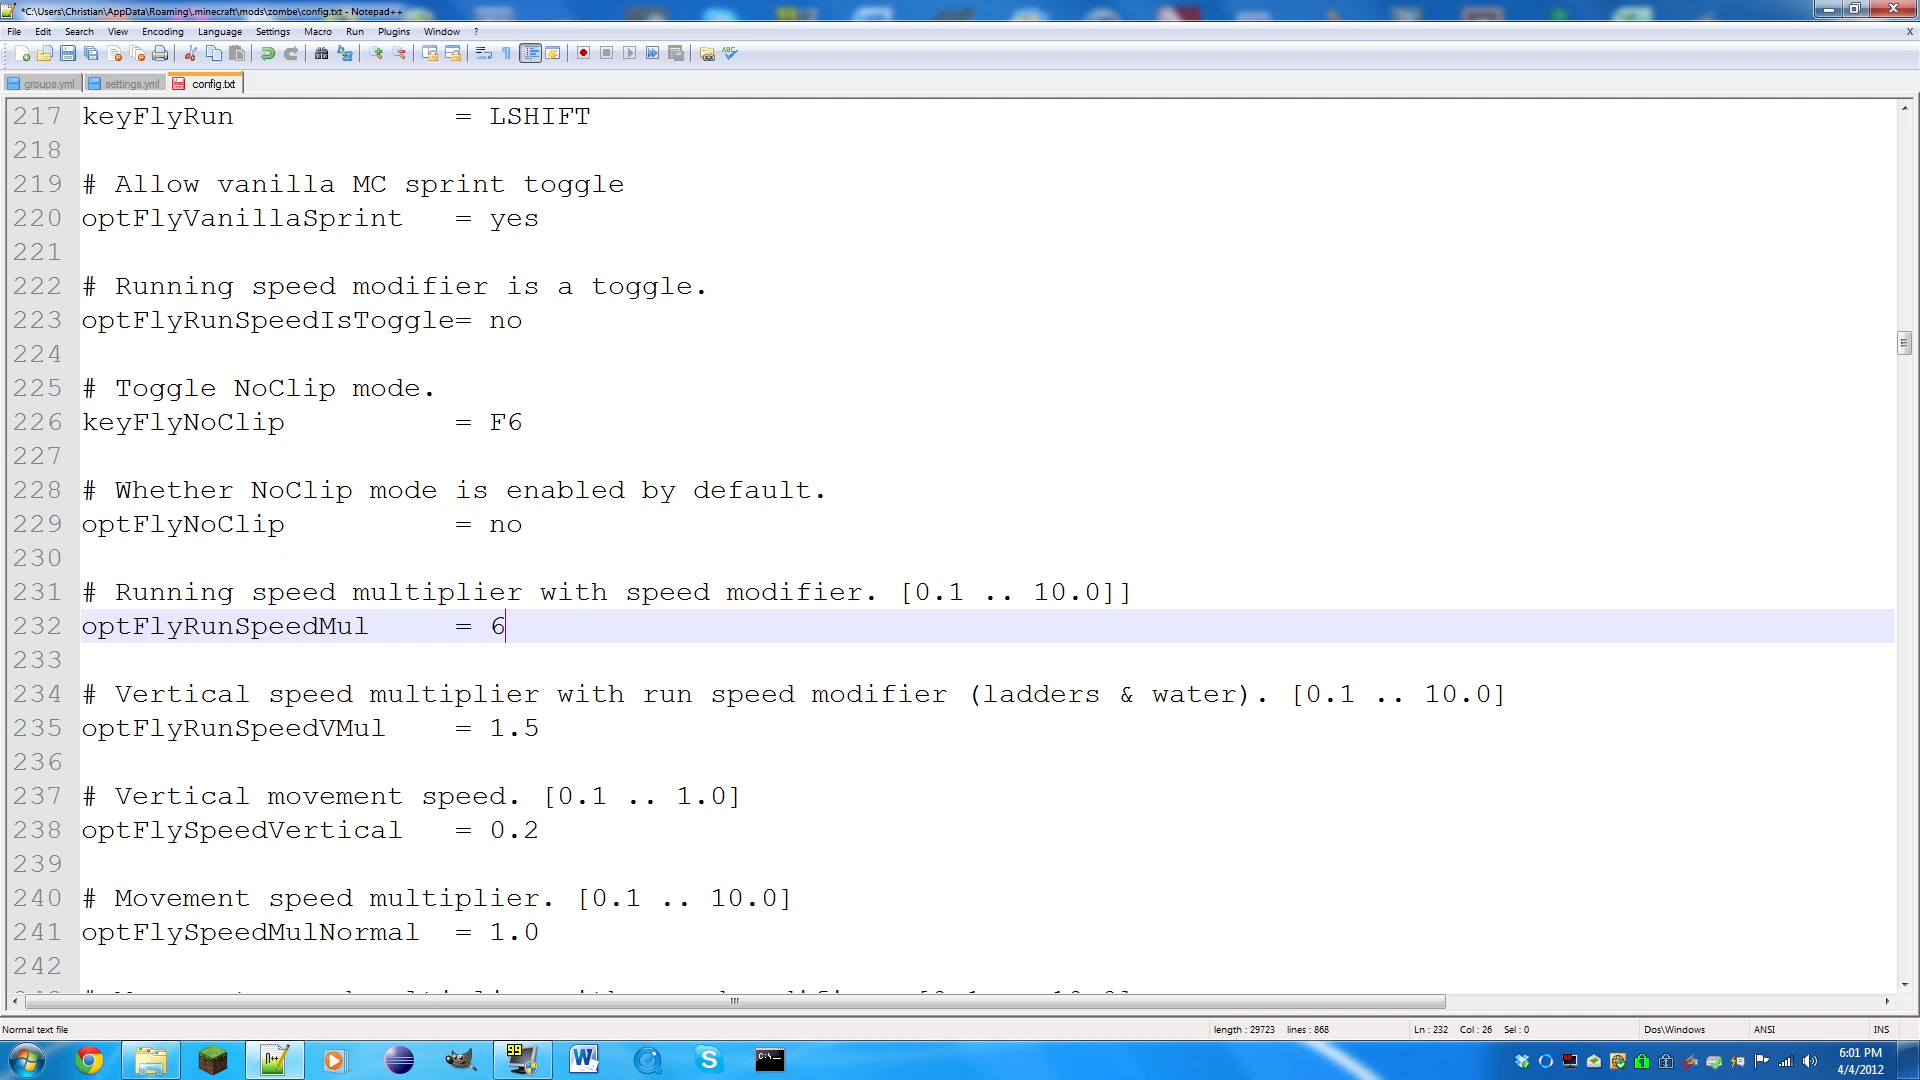 *C:\Users\Christian\AppData\Roaming\.minecraft\mods\zombe\config.txt - Notepad++
File Edit Search View Encoding Language Settings Macro Run Plugins Window ? X
groups.yml settings.yml config.txt
217 keyFlyRun = LSHIFT
218
219 # Allow vanilla MC sprint toggle
220 optFlyVanillaSprint = yes
221
222 # Running speed modifier is a toggle.
223 optFlyRunSpeedIsToggle= no
224
225 # Toggle NoClip mode.
226 keyFlyNoClip = F6
227
228 # Whether NoClip mode is enabled by default.
229 optFlyNoClip = no
230
231 # Running speed multiplier with speed modifier. [0.1 .. 10.0]]
232 optFlyRunSpeedMul = 6
233
234 # Vertical speed multiplier with run speed modifier (ladders & water). [0.1 .. 10.0]
235 optFlyRunSpeedVMul = 1.5
236
237 # Vertical movement speed. [0.1 .. 1.0]
238 optFlySpeedVertical = 0.2
239
240 # Movement speed multiplier. [0.1 .. 10.0]
241 optFlySpeedMulNormal = 1.0
242
Normal text file length : 29723 lines : 868 Ln : 232 Col : 26 Sel : 0 Dos\Windows ANSI INS
99
6:01 PM
4/4/2012